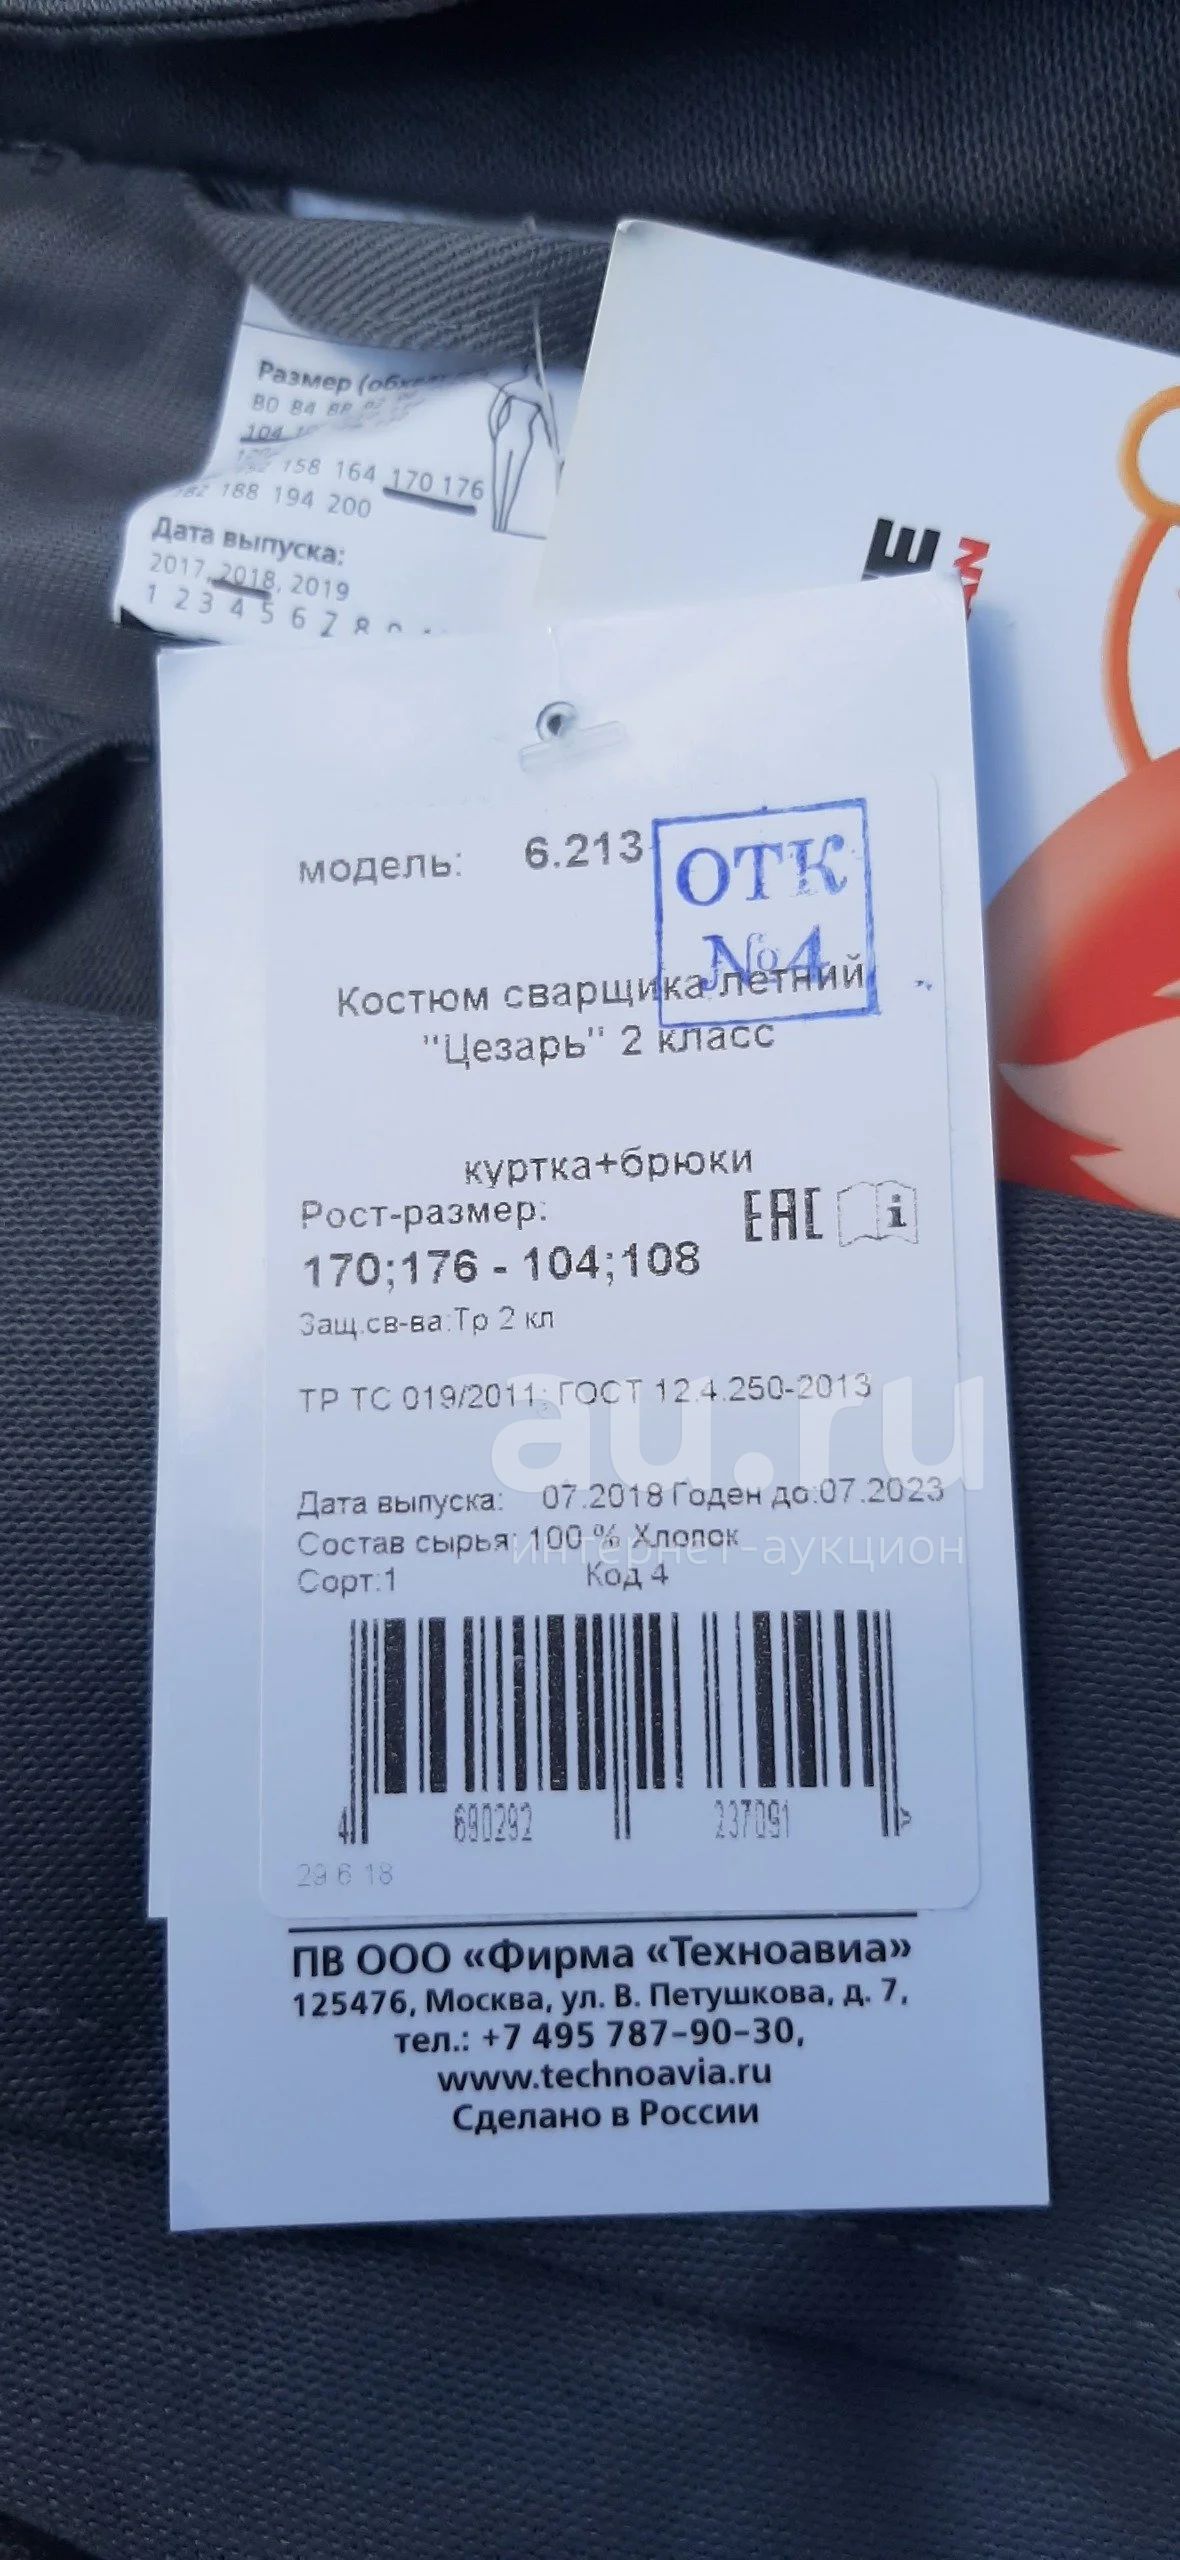 Размер
80 84 88
104
158 164 170 176
182 188 194 200
Дата выпуска:
2017, 2018, 2019
1 2 3 4 5 6 7 8
модель: 6.213
ОТК
№4
Костюм сварщика летний
"Цезарь" 2 класс
куртка+брюки
Рост-размер:
EAC i
170;176 - 104;108
Защ.св-ва:Тр 2 кл
ТР ТС 019/2011; ГОСТ 12.4.250-2013
au.ru
Дата выпуска: 07.2018 Годен до:07.2023
Состав сырья: 100 % Хлопок
интернет-аукцион
Сорт:1 Код 4
4 690292 237091 >
29 6 18
ПВ ООО «Фирма «Техноавиа»
125476, Москва, ул. В. Петушкова, д. 7,
тел.: +7 495 787-90-30,
www.technoavia.ru
Сделано в России